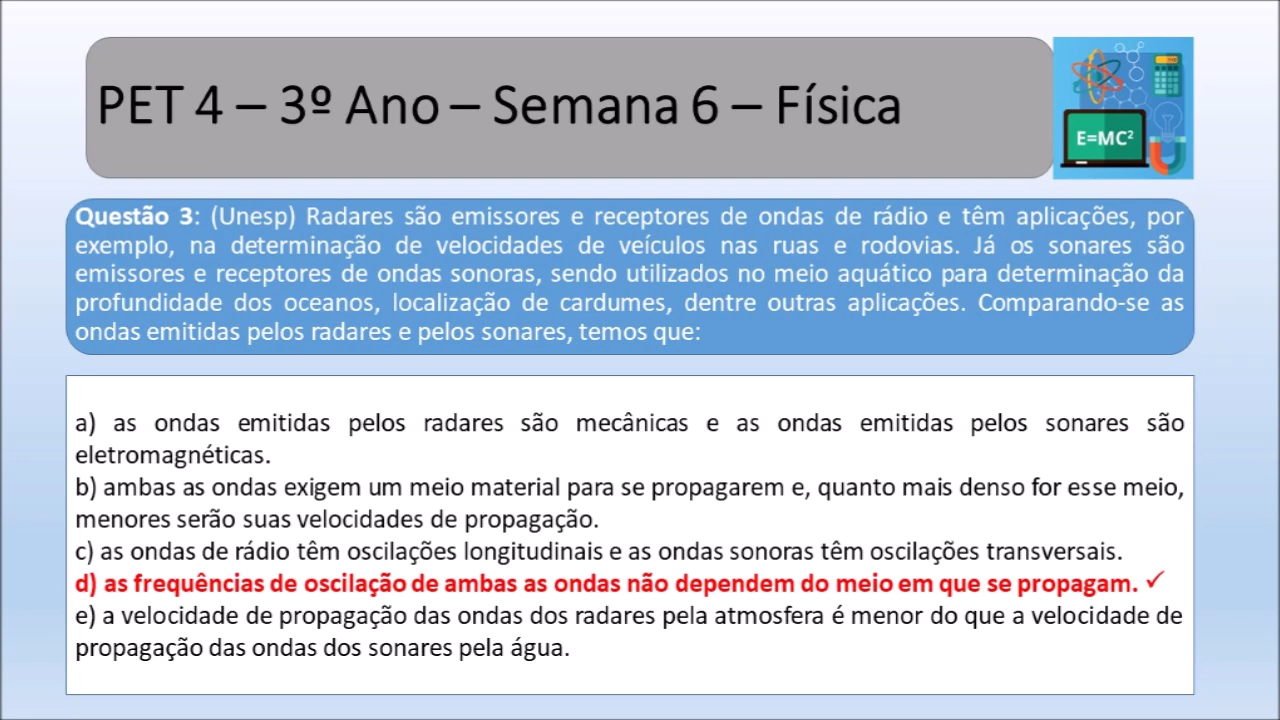 PET 4 – 3º Ano – Semana 6 – Física
E=MC²
Questão 3: (Unesp) Radares são emissores e receptores de ondas de rádio e têm aplicações, por
exemplo, na determinação de velocidades de veículos nas ruas e rodovias. Já os sonares são
emissores e receptores de ondas sonoras, sendo utilizados no meio aquático para determinação da
profundidade dos oceanos, localização de cardumes, dentre outras aplicações. Comparando-se as
ondas emitidas pelos radares e pelos sonares, temos que:
a) as ondas emitidas pelos radares são mecânicas e as ondas emitidas pelos sonares são
eletromagnéticas.
b) ambas as ondas exigem um meio material para se propagarem e, quanto mais denso for esse meio,
menores serão suas velocidades de propagação.
c) as ondas de rádio têm oscilações longitudinais e as ondas sonoras têm oscilações transversais.
d) as frequências de oscilação de ambas as ondas não dependem do meio em que se propagam. ✓
e) a velocidade de propagação das ondas dos radares pela atmosfera é menor do que a velocidade de
propagação das ondas dos sonares pela água.